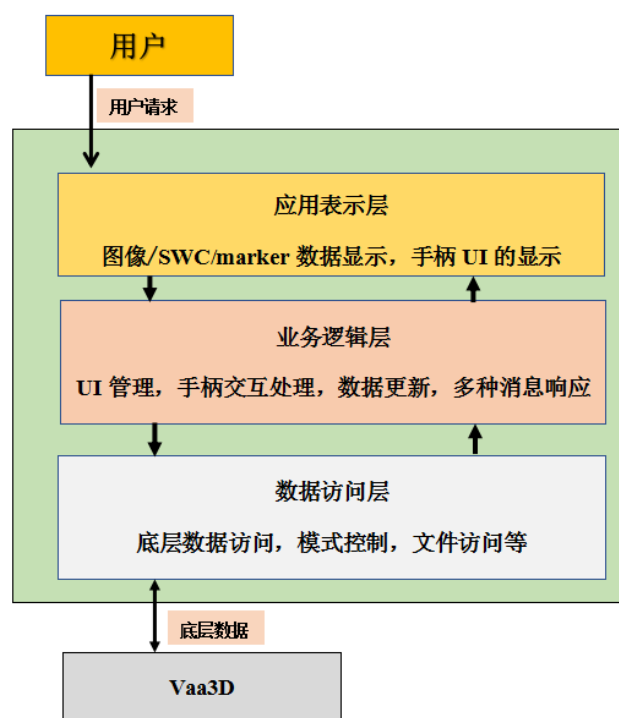 用户
用户请求
应用表示层
图像/SWC/marker 数据显示，手柄 UI 的显示
业务逻辑层
UI 管理，手柄交互处理，数据更新，多种消息响应
数据访问层
底层数据访问，模式控制，文件访问等
底层数据
Vaa3D